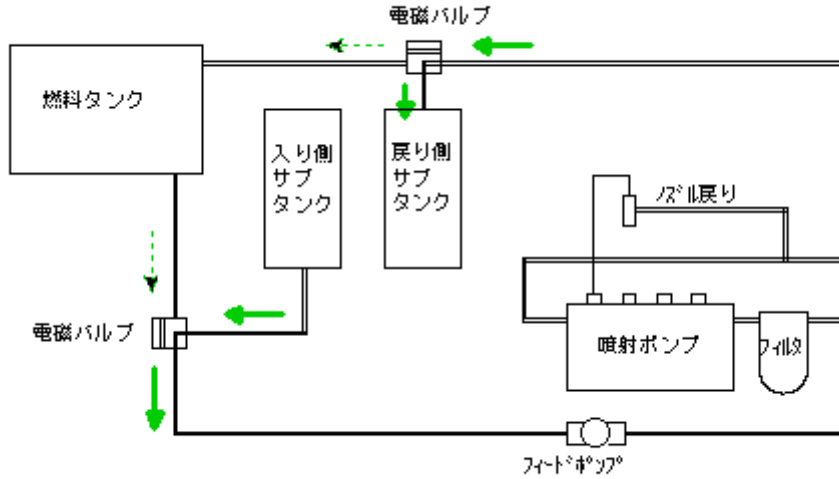 電磁バルブ
燃料タンク
入り側
サブ
タンク
戻り側
サブ
タンク
ﾉｽﾞﾙ戻り
電磁バルブ
噴射ポンプ
ﾌｨﾙﾀ
ﾌｨｰﾄﾞﾎﾟﾝﾌﾟ